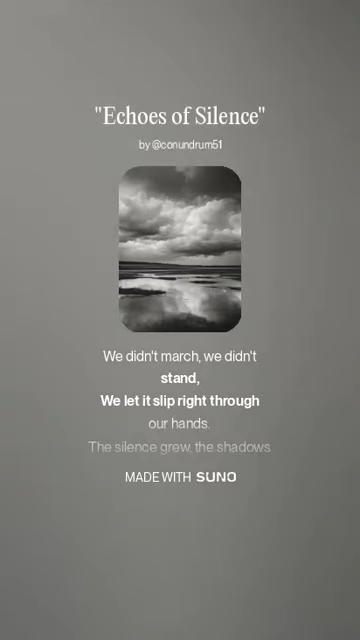 "Echoes of Silence"
by @conundrum51
We didn't march, we didn't
stand,
We let it slip right through
our hands.
The silence grew, the shadows
MADE WITH SUNO